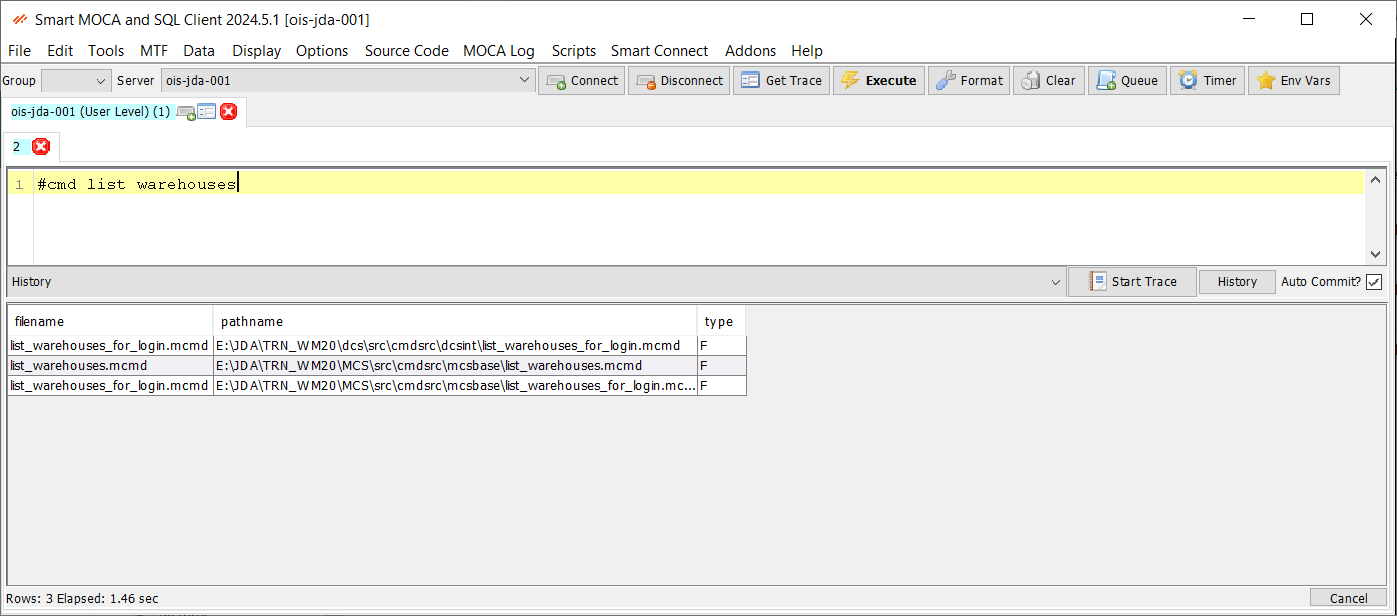 Smart MOCA and SQL Client 2024.5.1 [ois-jda-001]
File Edit Tools MTF Data Display Options Source Code MOCA Log Scripts Smart Connect Addons Help
Group Server ois-jda-001 Connect Disconnect Get Trace Execute Format Clear Queue Timer Env Vars
ois-jda-001 (User Level) (1)
2
1 #cmd list warehouses
History Start Trace History Auto Commit?
filename pathname type
list_warehouses_for_login.mcmd E:\JDA\TRN_WM20\dcs\src\cmdsrc\dcsint\list_warehouses_for_login.mcmd F
list_warehouses.mcmd E:\JDA\TRN_WM20\MCS\src\cmdsrc\mcsbase\list_warehouses.mcmd F
list_warehouses_for_login.mcmd E:\JDA\TRN_WM20\MCS\src\cmdsrc\mcsbase\list_warehouses_for_login.mc... F
Rows: 3 Elapsed: 1.46 sec Cancel